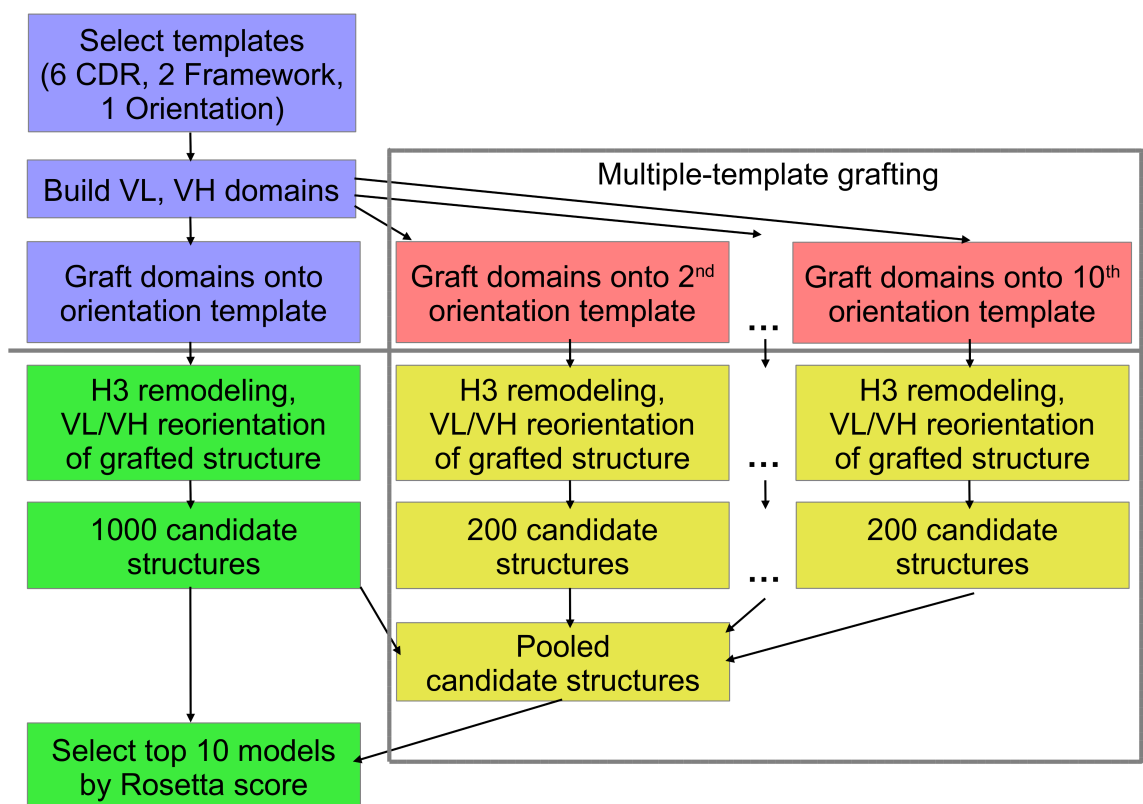 Select templates
(6 CDR, 2 Framework,
1 Orientation)
Build VL, VH domains
Multiple-template grafting
Graft domains onto
orientation template
Graft domains onto 2nd
orientation template
...
Graft domains onto 10th
orientation template
H3 remodeling,
VL/VH reorientation
of grafted structure
H3 remodeling,
VL/VH reorientation
of grafted structure
...
H3 remodeling,
VL/VH reorientation
of grafted structure
1000 candidate
structures
200 candidate
structures
...
200 candidate
structures
Pooled
candidate structures
Select top 10 models
by Rosetta score